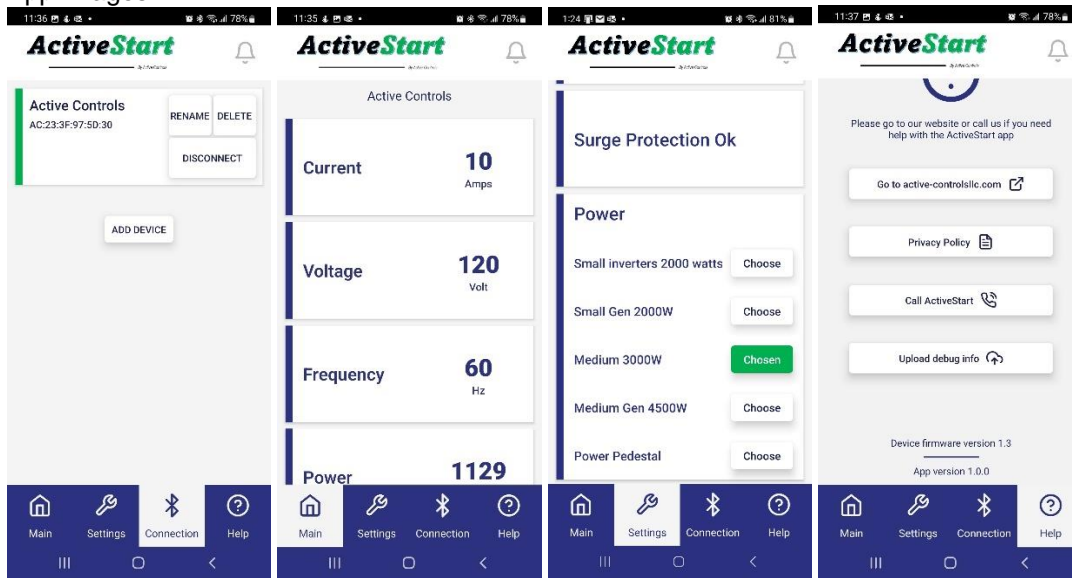 11:36
78%
ActiveStart
Active Controls
AC:23:3F:97:5D:30
RENAME
DELETE
DISCONNECT
ADD DEVICE
Main
Settings
Connection
Help
11:35
78%
ActiveStart
Active Controls
Current
10
Amps
Voltage
120
Volt
Frequency
60
Hz
Power
1129
Main
Settings
Connection
Help
1:24
81%
ActiveStart
Surge Protection Ok
Power
Small inverters 2000 watts
Choose
Small Gen 2000W
Choose
Medium 3000W
Chosen
Medium Gen 4500W
Choose
Power Pedestal
Choose
Main
Settings
Connection
Help
11:37
78%
ActiveStart
Please go to our website or call us if you need
help with the ActiveStart app
Go to active-controlsllc.com
Privacy Policy
Call ActiveStart
Upload debug info
Device firmware version 1.3
App version 1.0.0
Main
Settings
Connection
Help